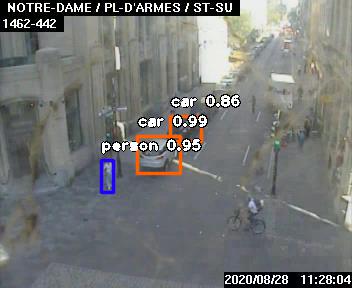 NOTRE-DAME / PL-D'ARMES / ST-SU
1462-442
car 0.86
car 0.99
person 0.95
2020/08/28 11:28:04